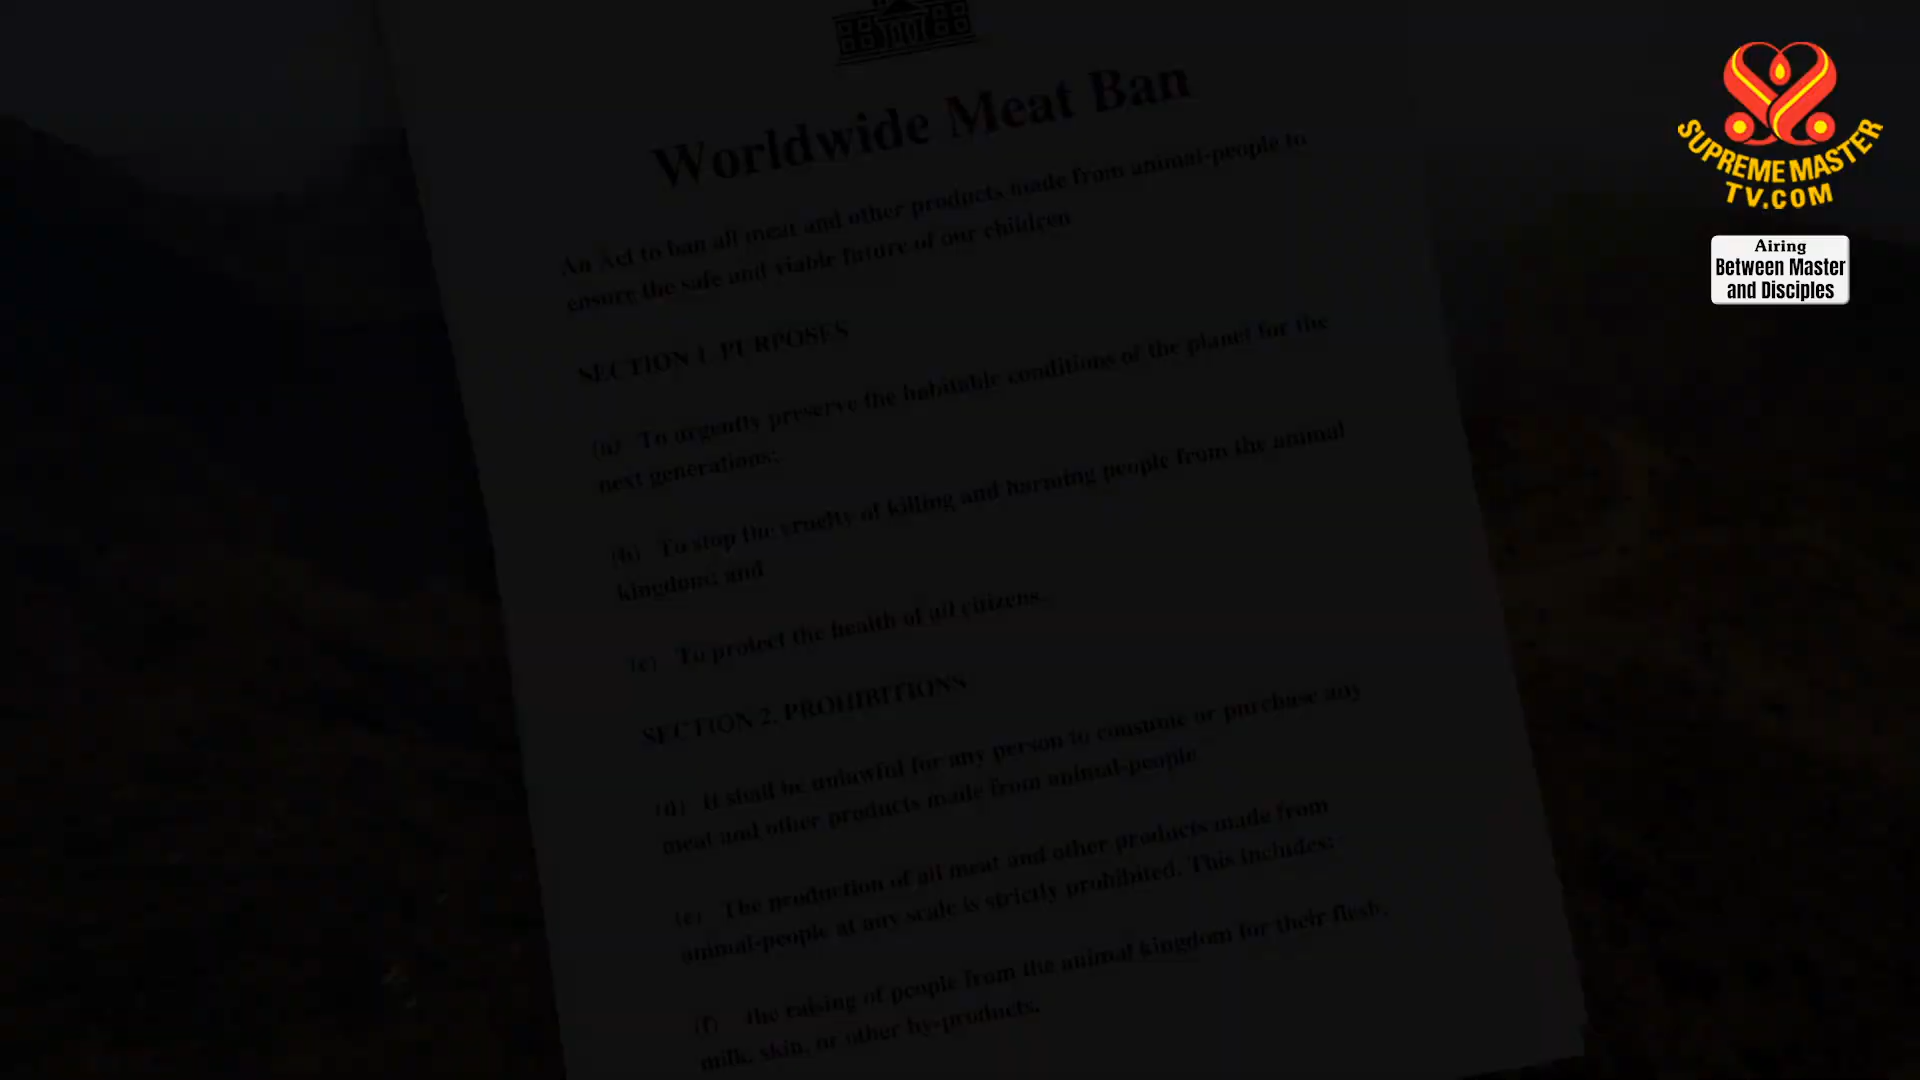 Worldwide Meat Ban
An Act to ban all meat and other products made from animal-people to
ensure the safe and viable future of our children
SECTION 1. PURPOSES
(a) To urgently preserve the habitable conditions of the planet for the
next generations;
(b) To stop the cruelty of killing and harming people from the animal
kingdom; and
(c) To protect the health of all citizens.
SECTION 2. PROHIBITIONS
(d) It shall be unlawful for any person to consume or purchase any
meat and other products made from animal-people
(e) The production of all meat and other products made from
animal-people at any scale is strictly prohibited. This includes:
(f) the raising of people from the animal kingdom for their flesh,
milk, skin, or other by-products.
SUPREME MASTER
TV.COM
Airing
Between Master
and Disciples